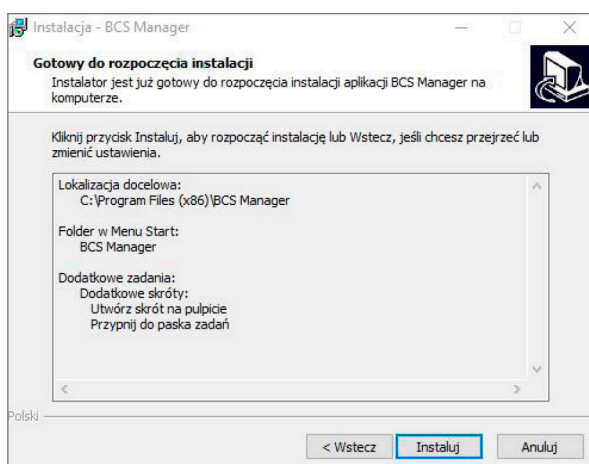 Instalacja - BCS Manager
Gotowy do rozpoczęcia instalacji
Instalator jest już gotowy do rozpoczęcia instalacji aplikacji BCS Manager na
komputerze.
Kliknij przycisk Instaluj, aby rozpocząć instalację lub Wstecz, jeśli chcesz przejrzeć lub
zmienić ustawienia.
Lokalizacja docelowa:
C:\Program Files (x86)\BCS Manager
Folder w Menu Start:
BCS Manager
Dodatkowe zadania:
Dodatkowe skróty:
Utwórz skrót na pulpicie
Przypnij do paska zadań
Polski
< Wstecz Instaluj Anuluj